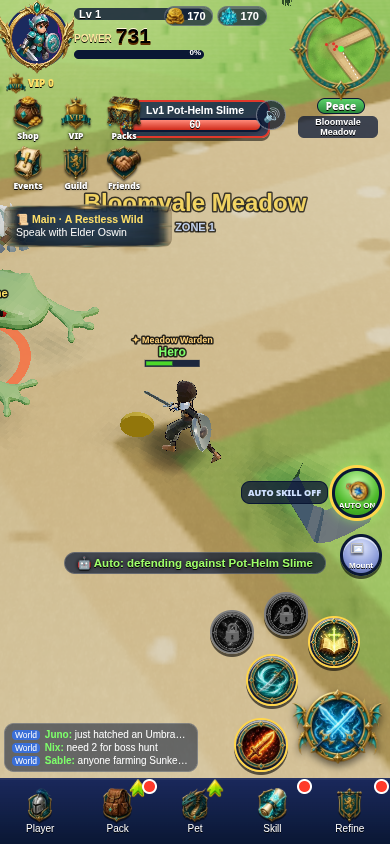 Lv 1
170
170
POWER 731
0%
VIP 0
Lv1 Pot-Helm Slime
60
Peace
Bloomvale
Meadow
VIP
Shop
VIP
Packs
Events
Guild
Friends
Bloomvale Meadow
ZONE 1
Main · A Restless Wild
Speak with Elder Oswin
Meadow Warden
Hero
AUTO SKILL OFF
AUTO ON
Mount
Auto: defending against Pot-Helm Slime
World Juno: just hatched an Umbra…
World Nix: need 2 for boss hunt
World Sable: anyone farming Sunke…
Player
Pack
Pet
Skill
Refine